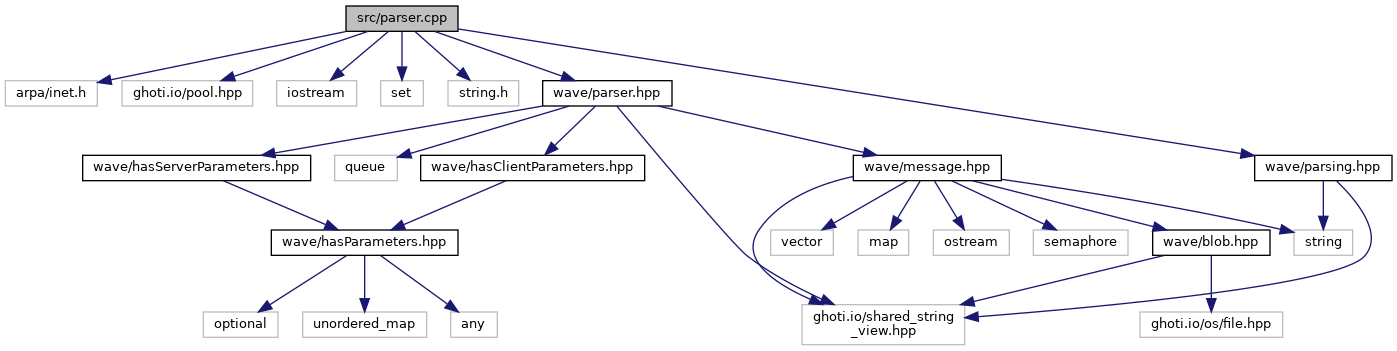 src/parser.cpp
arpa/inet.h
ghoti.io/pool.hpp
iostream
set
string.h
wave/parser.hpp
wave/hasServerParameters.hpp
queue
wave/hasClientParameters.hpp
wave/message.hpp
wave/parsing.hpp
wave/hasParameters.hpp
vector
map
ostream
semaphore
wave/blob.hpp
string
optional
unordered_map
any
ghoti.io/shared_string
_view.hpp
ghoti.io/os/file.hpp